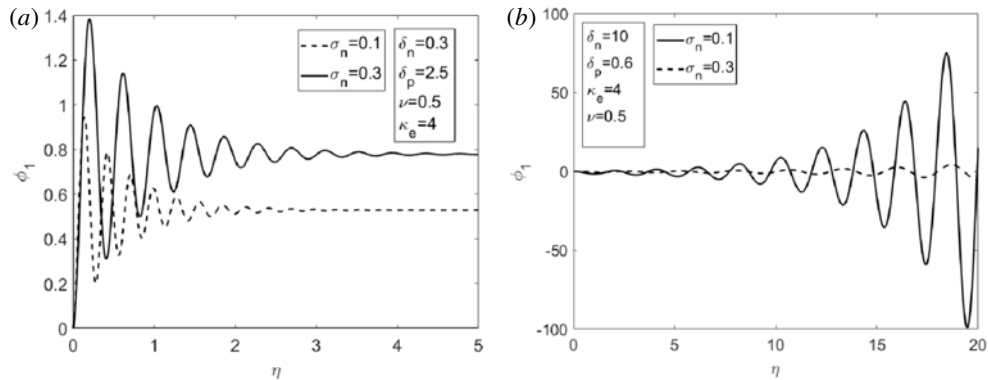 (a)
1.4
1.2
1
0.8
0.6
0.4
0.2
0
ϕ₁
σₙ=0.1
σₙ=0.3
δₙ=0.3
δₚ=2.5
ν=0.5
κₑ=4
0 1 2 3 4 5
η
(b)
100
50
0
-50
-100
ϕ₁
δₙ=10
δₚ=0.6
κₑ=4
ν=0.5
σₙ=0.1
σₙ=0.3
0 5 10 15 20
η